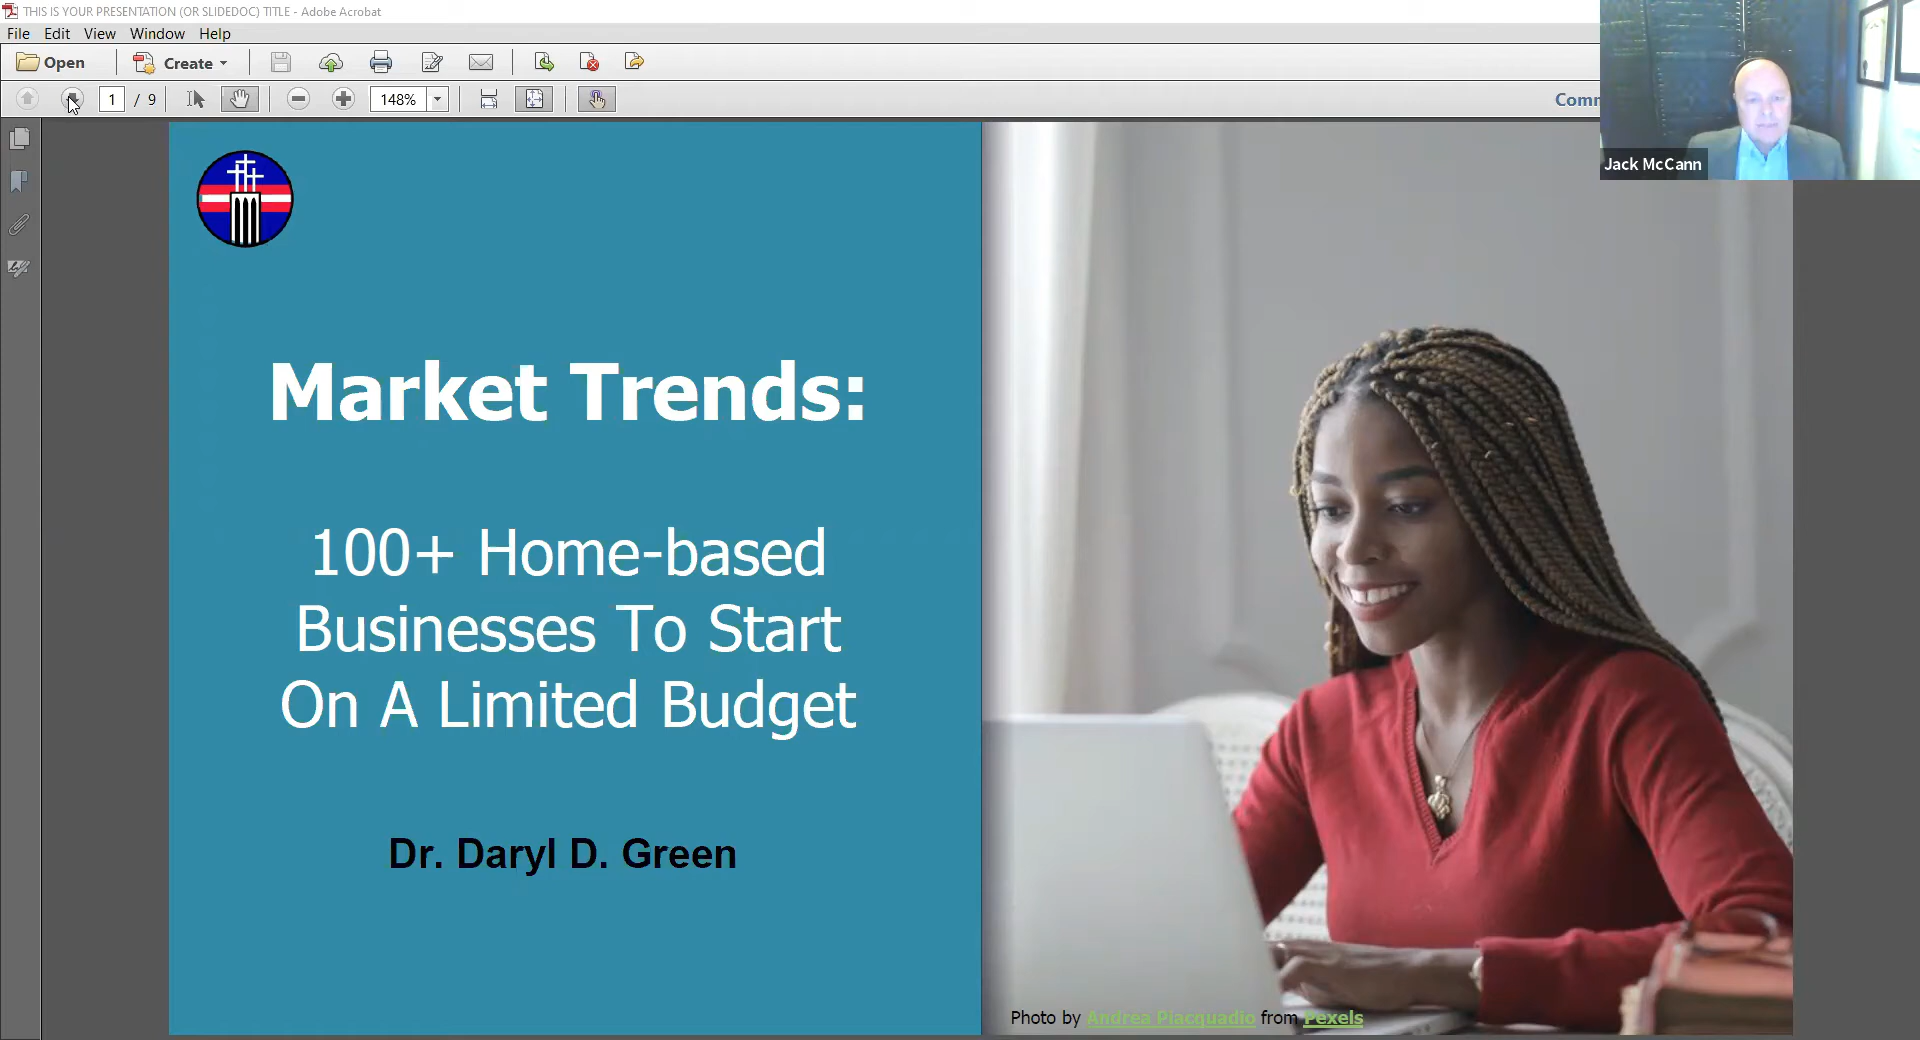 THIS IS YOUR PRESENTATION (OR SLIDEDOC) TITLE - Adobe Acrobat
File Edit View Window Help
Open Create
1 / 9 148% Comm
Jack McCann
Market Trends:
100+ Home-based
Businesses To Start
On A Limited Budget
Dr. Daryl D. Green
Photo by Andrea Piacquadio from Pexels